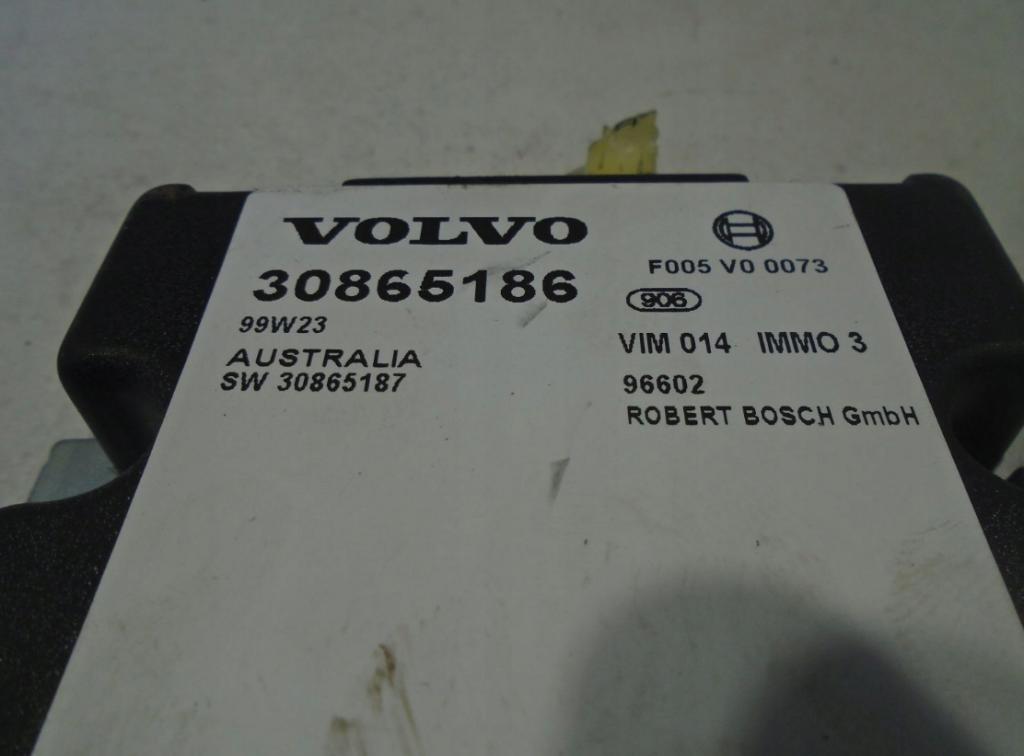 VOLVO
30865186
99W23
AUSTRALIA
SW 30865187
F005 V0 0073
906
VIM 014 IMMO 3
96602
ROBERT BOSCH GmbH